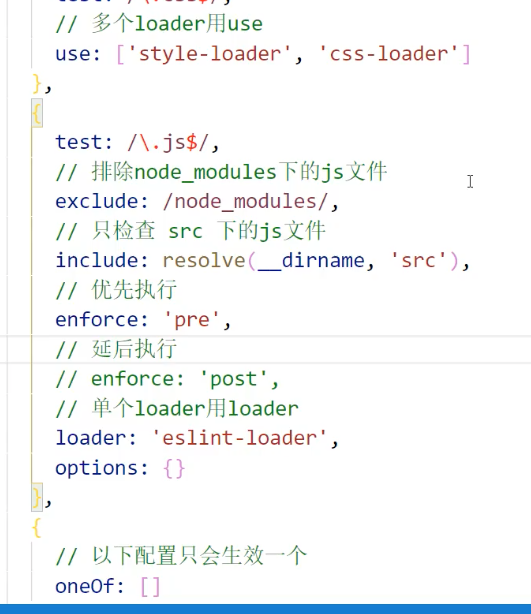 test: /\.css$/,
// 多个loader用use
use: ['style-loader', 'css-loader']
},
{
test: /\.js$/,
// 排除node_modules下的js文件
exclude: /node_modules/,
// 只检查 src 下的js文件
include: resolve(__dirname, 'src'),
// 优先执行
enforce: 'pre',
// 延后执行
// enforce: 'post',
// 单个loader用loader
loader: 'eslint-loader',
options: {}
},
{
// 以下配置只会生效一个
oneOf: []